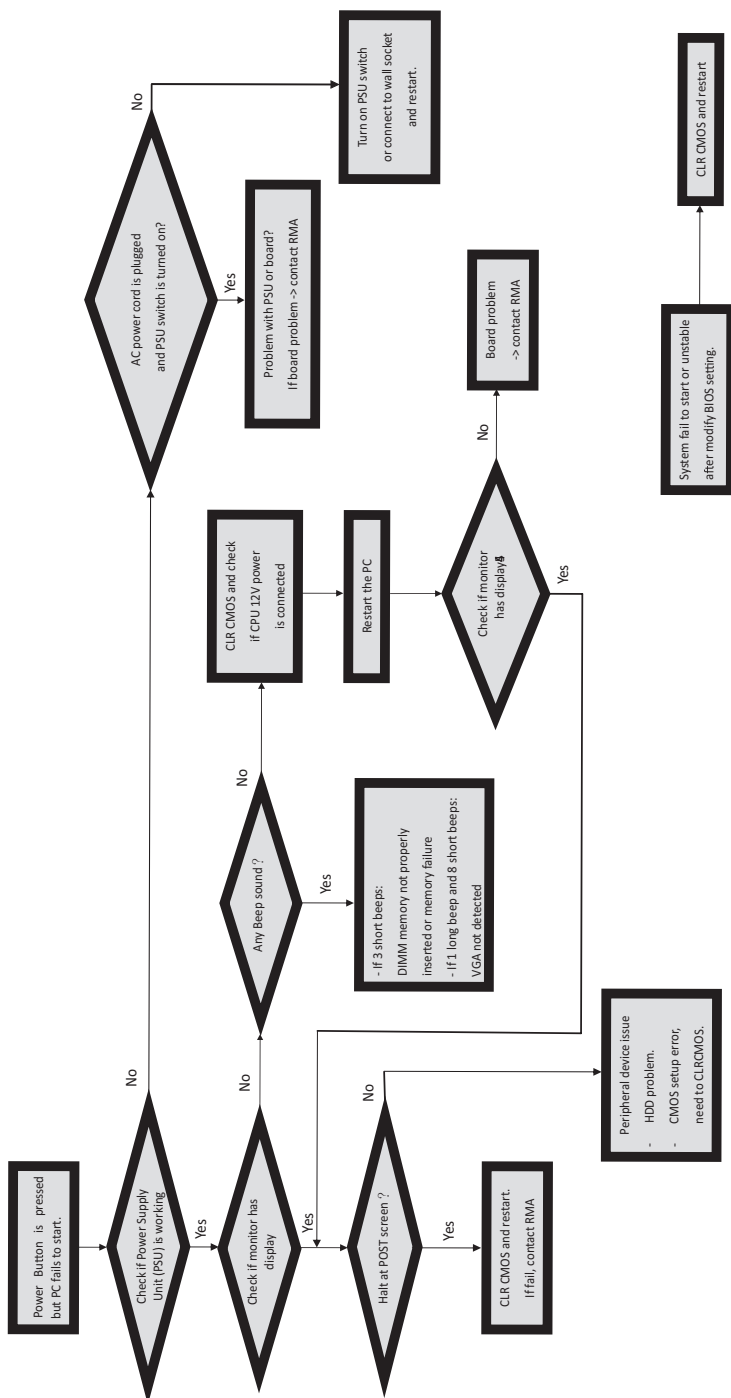 Power Button is pressed
but PC fails to start.
Check if Power Supply
Unit (PSU) is working
No
Yes
AC power cord is plugged
and PSU switch is turned on?
No
Turn on PSU switch
or connect to wall socket
and restart.
Yes
Problem with PSU or board?
If board problem -> contact RMA
Check if monitor has
display
No
Yes
Any Beep sound ?
No
Yes
- If 3 short beeps:
DIMM memory not properly
inserted or memory failure
- If 1 long beep and 8 short beeps:
VGA not detected
CLR CMOS and check
if CPU 12V power
is connected
Restart the PC
Check if monitor
has display
No
Board problem
-> contact RMA
Yes
Halt at POST screen ?
No
Peripheral device issue
- HDD problem.
- CMOS setup error,
need to CLRCMOS.
Yes
CLR CMOS and restart.
If fail, contact RMA
System fail to start or unstable
after modify BIOS setting.
CLR CMOS and restart